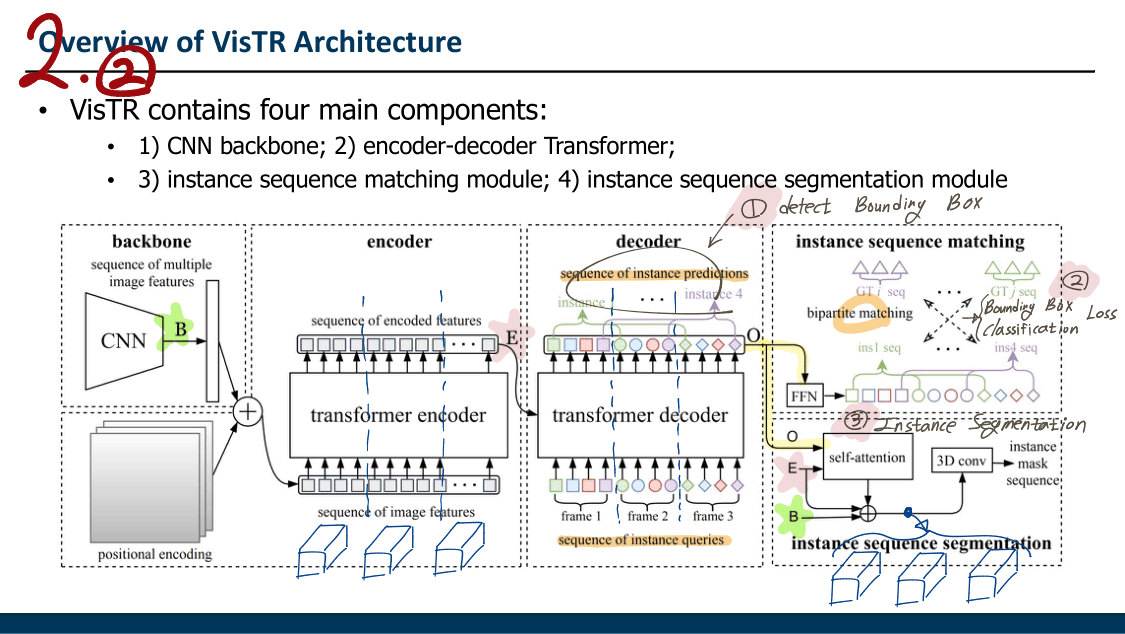 Overview of VisTR Architecture
2.②
• VisTR contains four main components:
• 1) CNN backbone; 2) encoder-decoder Transformer;
• 3) instance sequence matching module; 4) instance sequence segmentation module
① detect Bounding Box
backbone
sequence of multiple
image features
CNN
B
positional encoding
encoder
sequence of encoded features
E
transformer encoder
sequence of image features
decoder
sequence of instance predictions
instance
...
instance 4
O
transformer decoder
frame 1
frame 2
frame 3
sequence of instance queries
instance sequence matching
GT i seq
...
GT j seq
②
bipartite matching
Bounding Box
Classification
Loss
ins1 seq
...
ins4 seq
FFN
③ Instance Segmentation
O
E
B
self-attention
3D conv
instance
mask
sequence
instance sequence segmentation